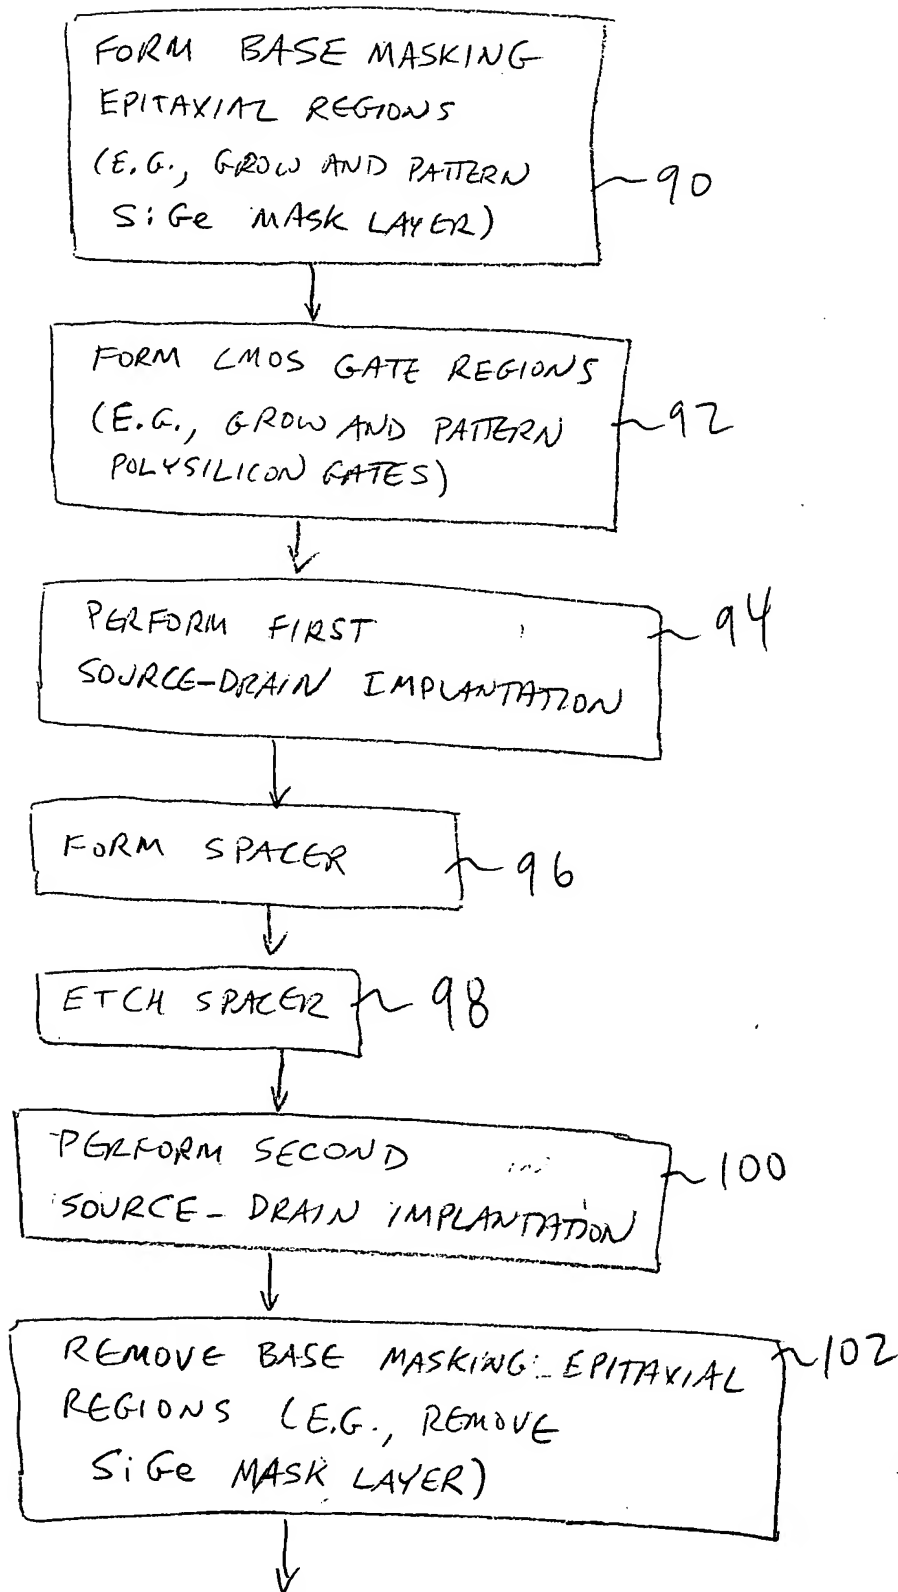 FORM BASE MASKING
EPITAXIAL REGIONS
(E.G., GROW AND PATTERN
SiGe MASK LAYER)
90
FORM CMOS GATE REGIONS
(E.G., GROW AND PATTERN
POLYSILICON GATES)
92
PERFORM FIRST
SOURCE-DRAIN IMPLANTATION
94
FORM SPACER
96
ETCH SPACER
98
PERFORM SECOND
SOURCE-DRAIN IMPLANTATION
100
REMOVE BASE MASKING EPITAXIAL
REGIONS (E.G., REMOVE
SiGe MASK LAYER)
102